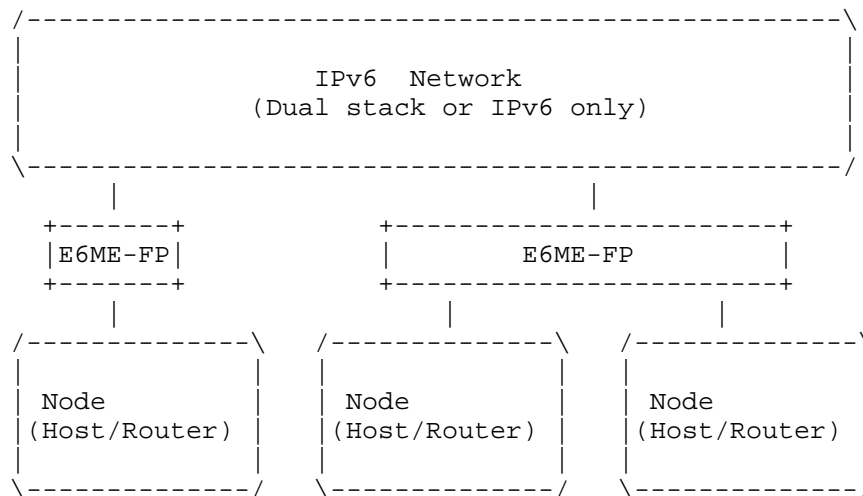 IPv6 Network
(Dual stack or IPv6 only)
E6ME-FP E6ME-FP
Node Node Node
(Host/Router) (Host/Router) (Host/Router)